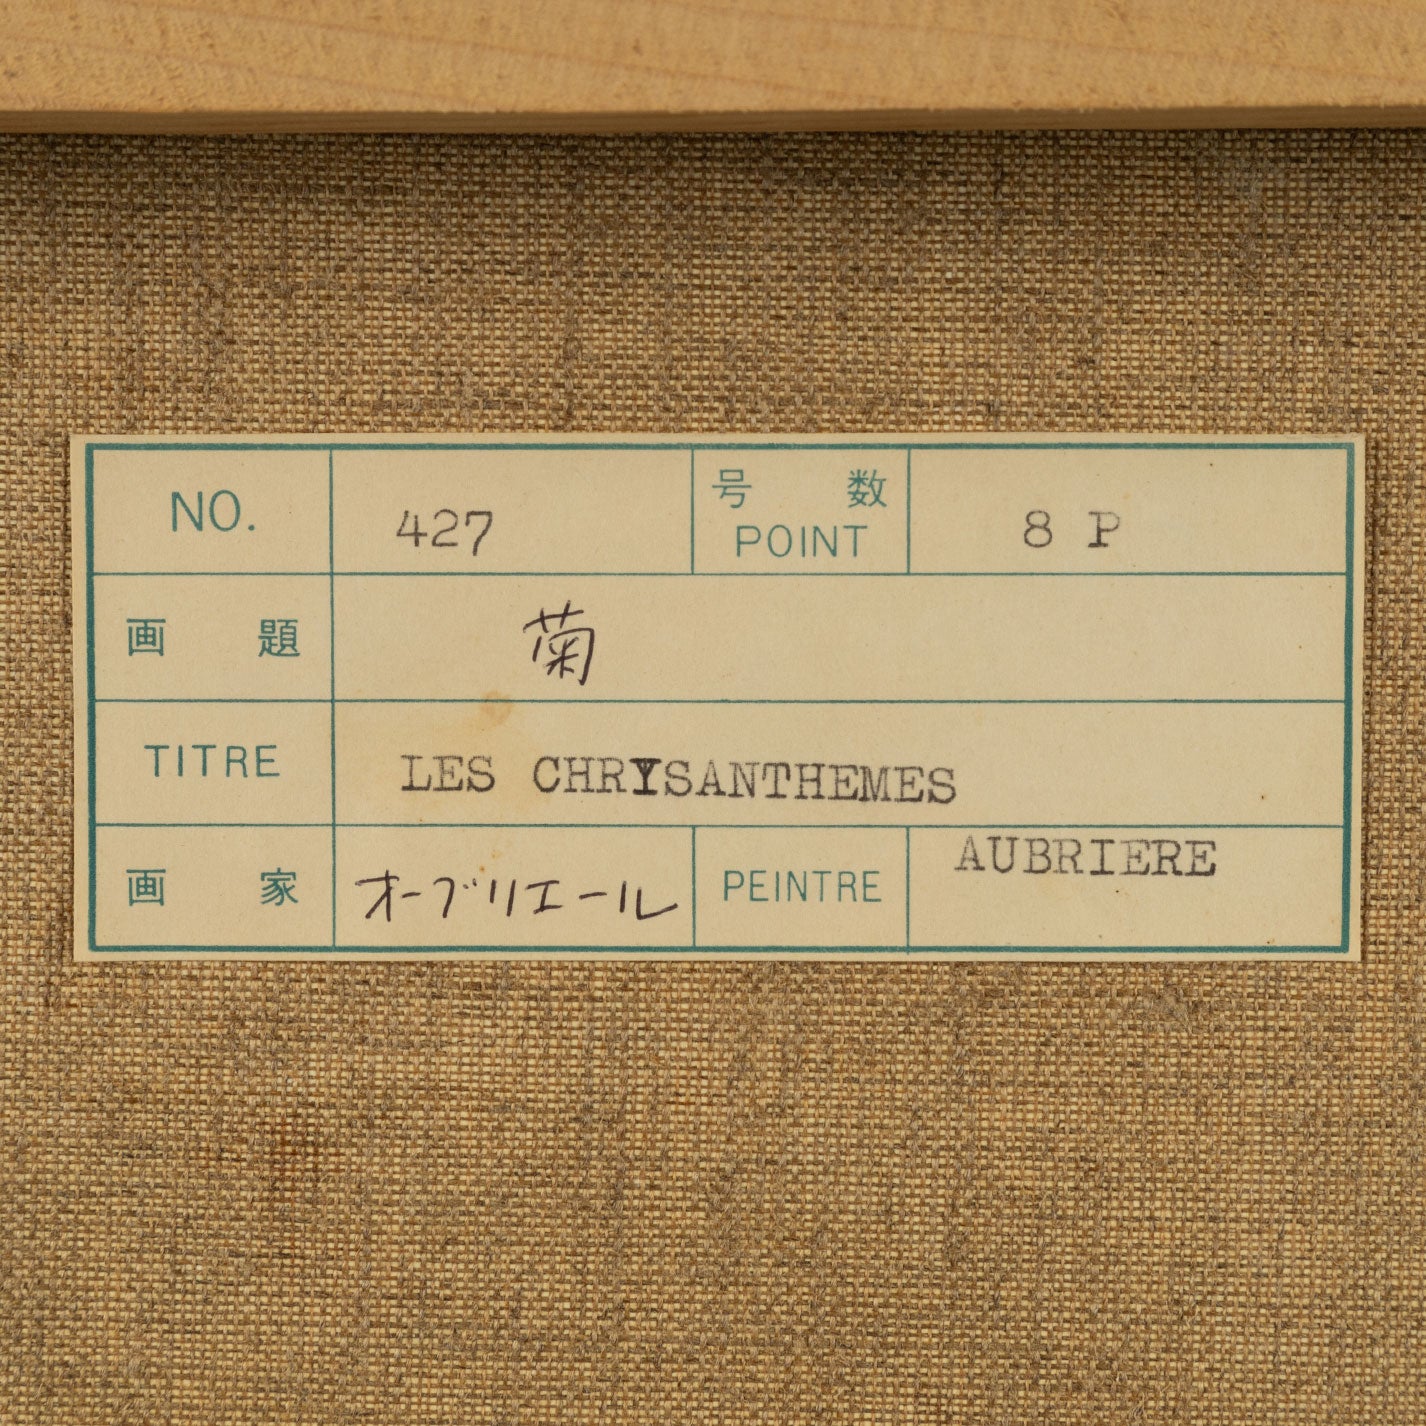 NO. 427 号 数 POINT 8 P
画 題 菊
TITRE LES CHRYSANTHEMES
画 家 オーブリエール PEINTRE AUBRIERE